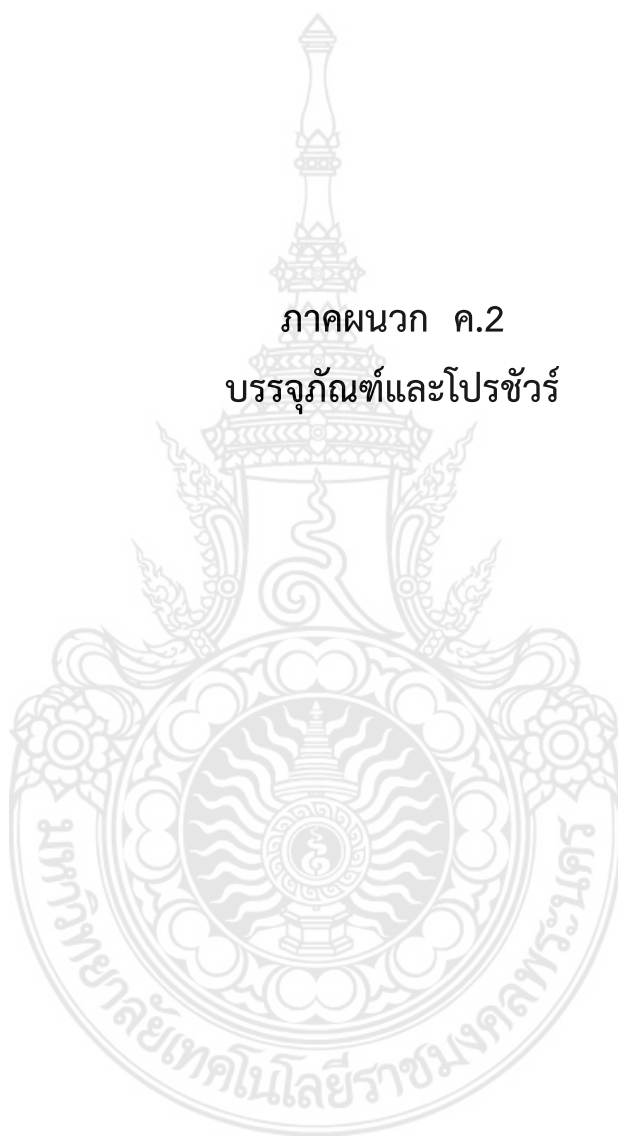 ภาคผนวก ค.2
บรรจุภัณฑ์และโปรชัวร์
มหาวิทยาลัยเทคโนโลยีราชมงคลพระนคร